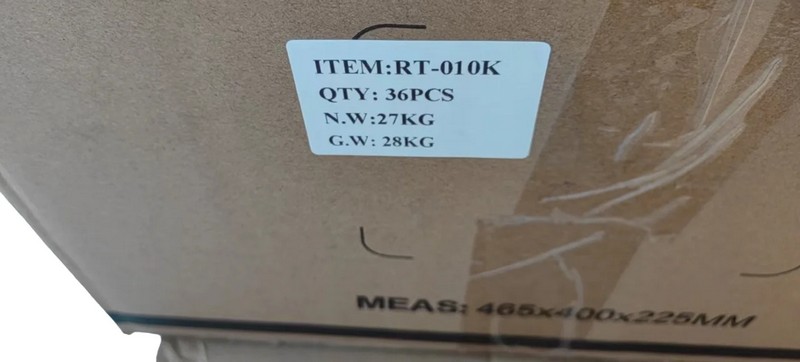 ITEM:RT-010K
QTY: 36PCS
N.W:27KG
G.W: 28KG
MEAS: 465x400x225MM